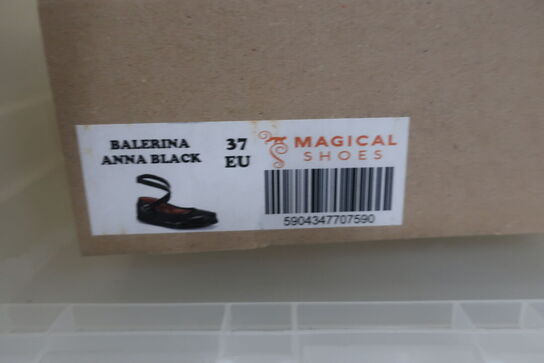 BALERINA
ANNA BLACK
37
EU
MAGICAL
SHOES
5904347707590